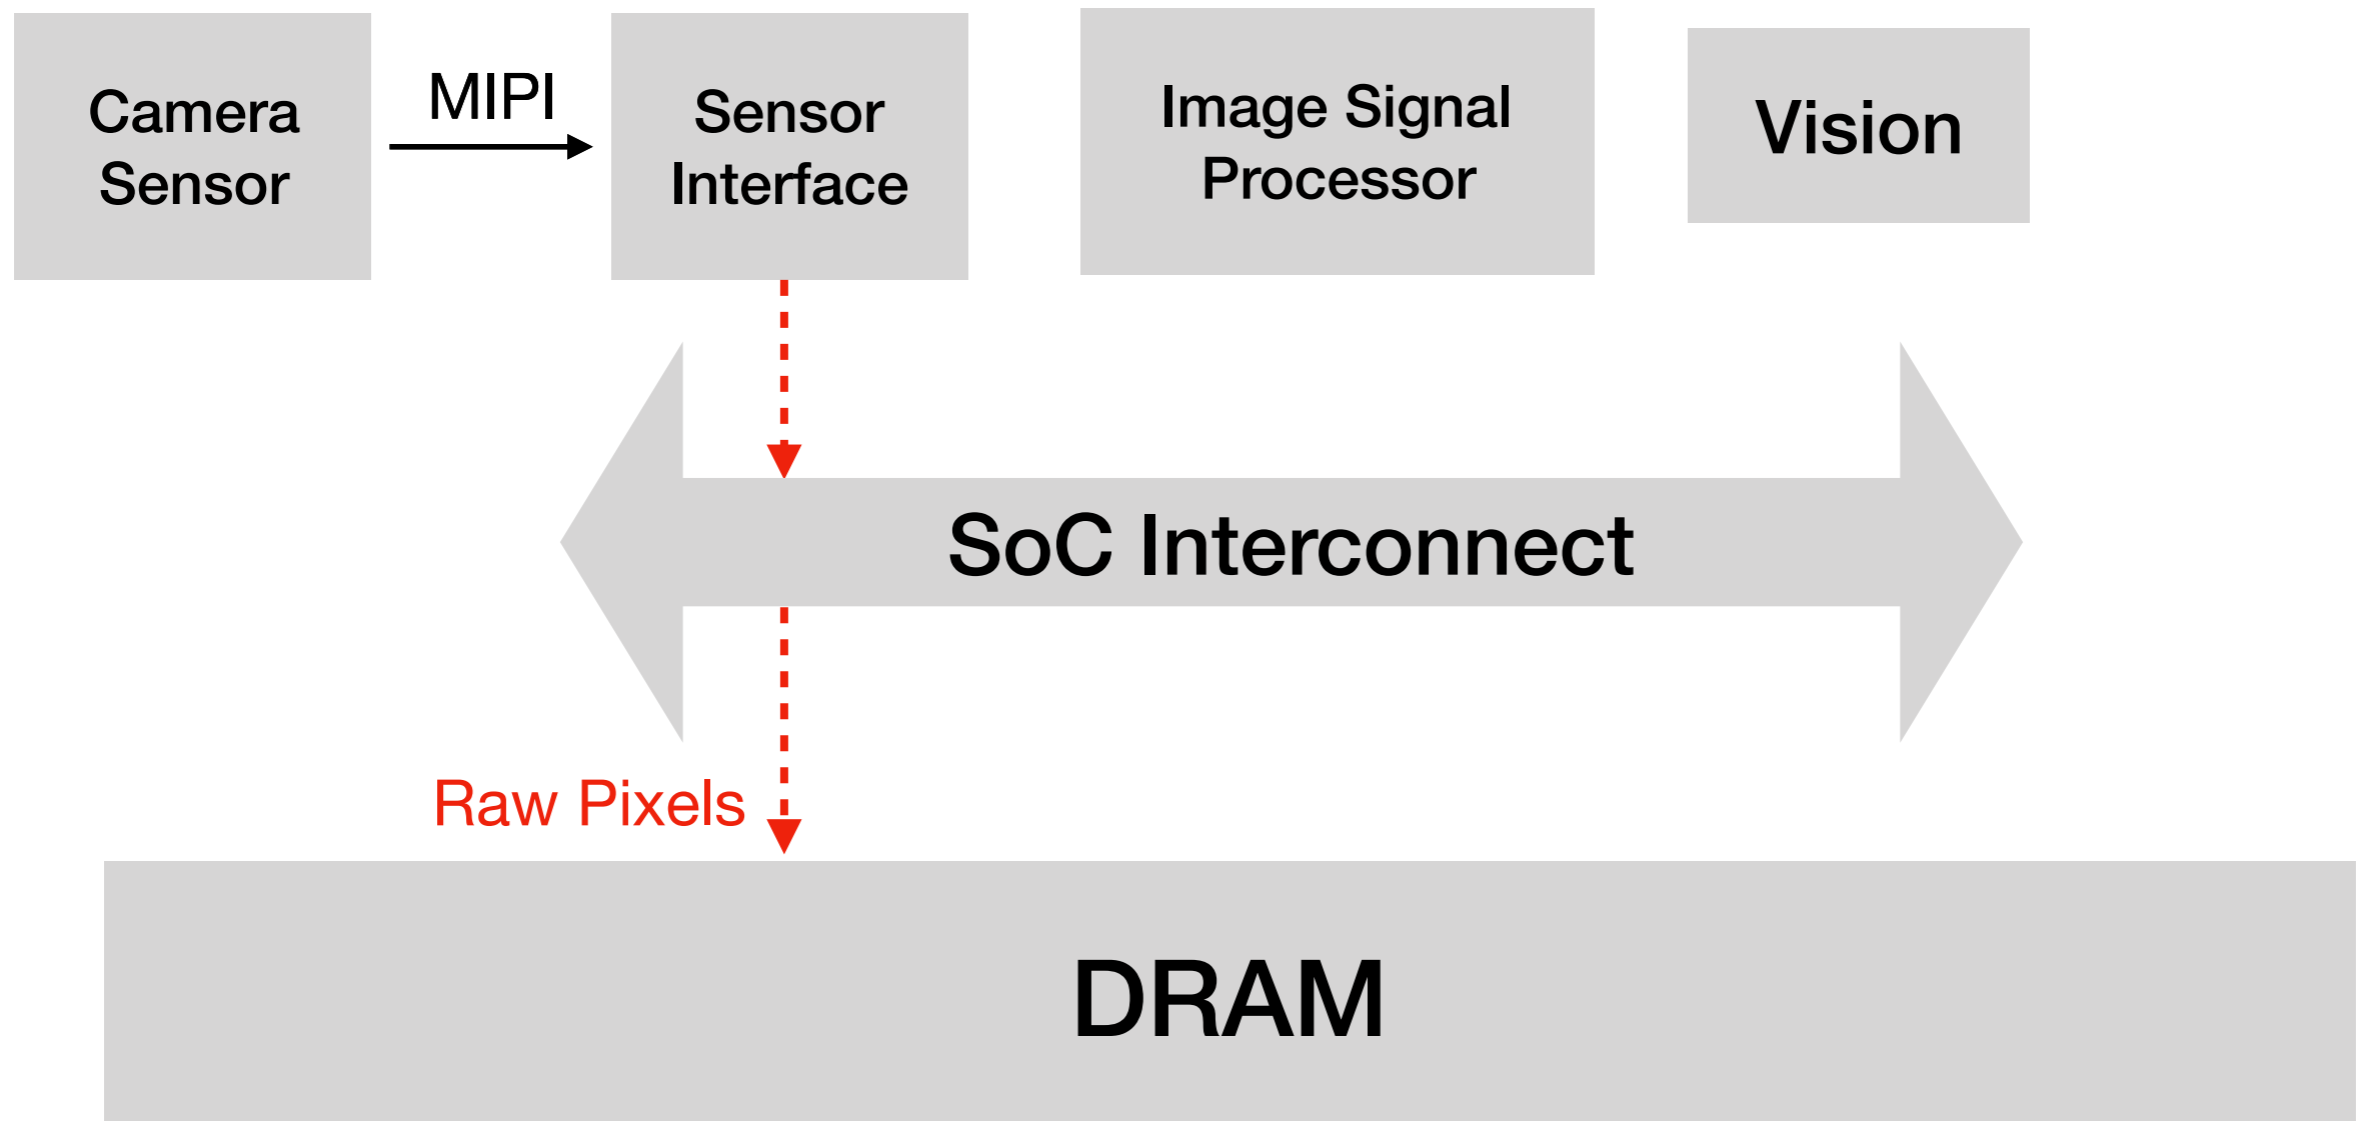 Camera
Sensor
MIPI
Sensor
Interface
Image Signal
Processor
Vision
SoC Interconnect
Raw Pixels
DRAM